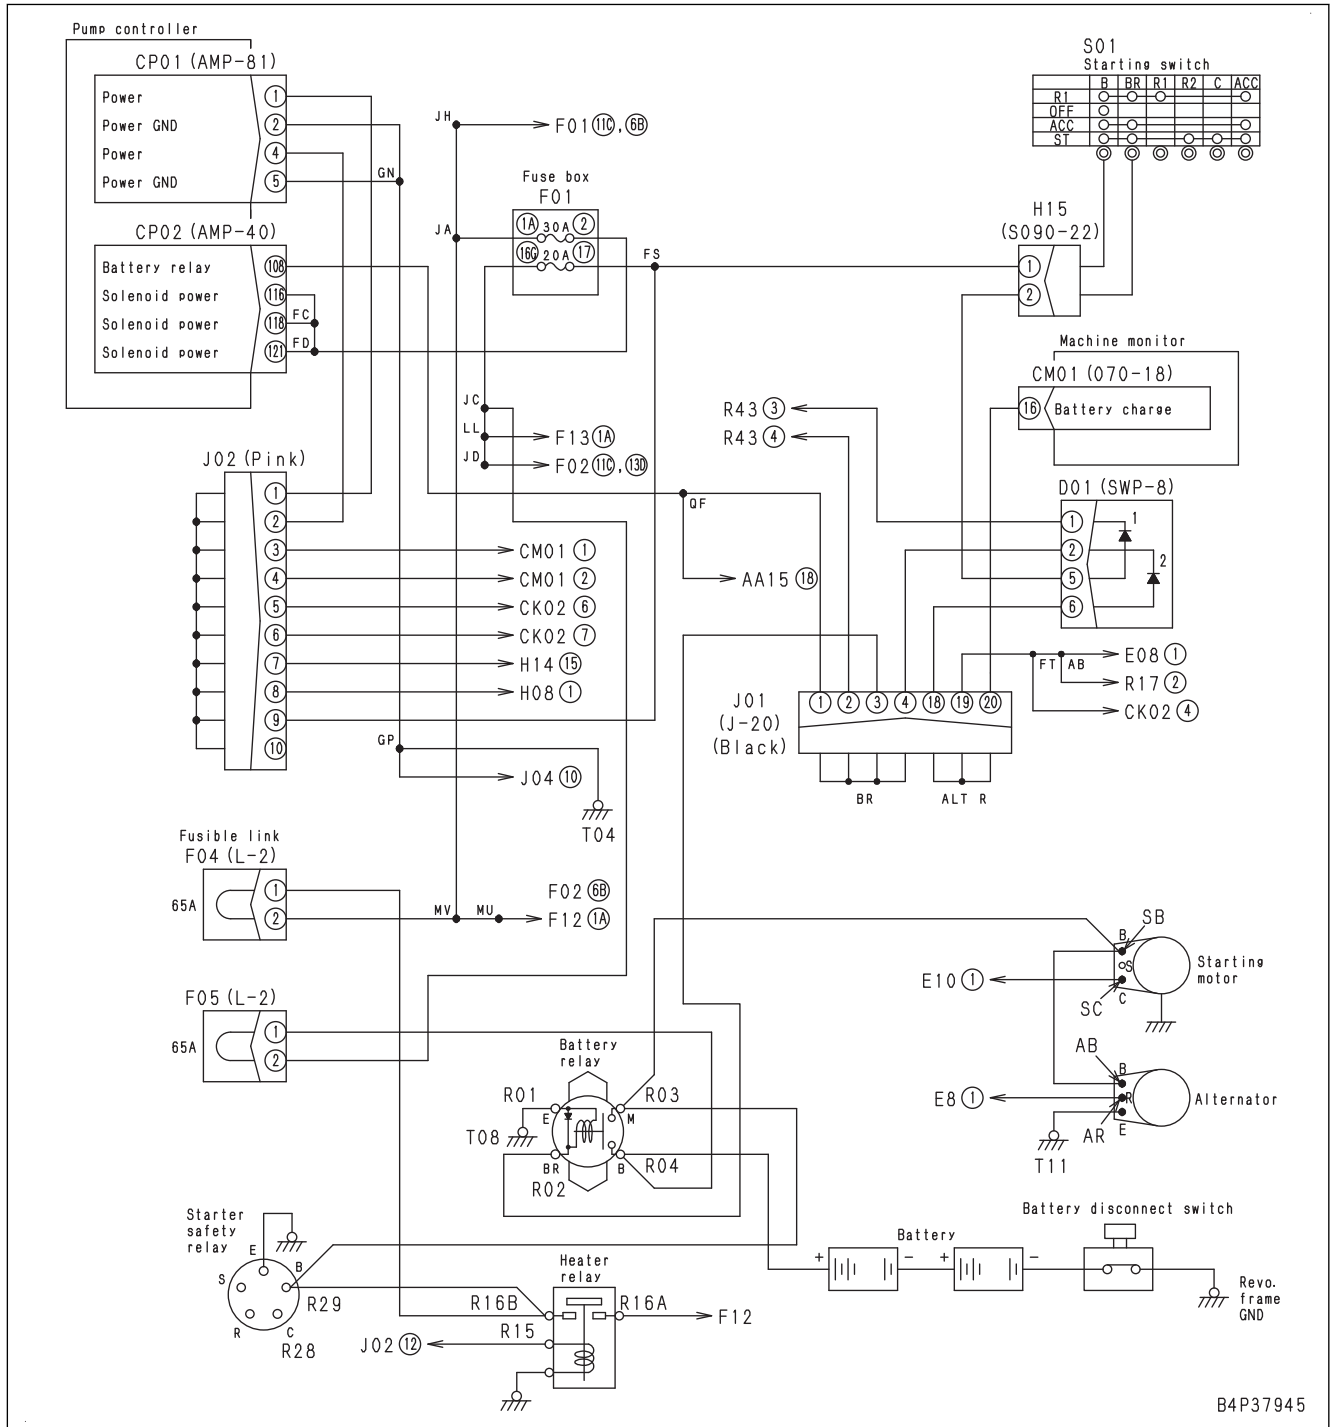 Pump controller
CP01 (AMP-81)
Power 1
Power GND 2
Power 4
Power GND 5
GN
CP02 (AMP-40)
Battery relay 108
Solenoid power 116
Solenoid power 118
Solenoid power 121
FC
FD
JH
F01 11C, 6B
JA
Fuse box
F01
1A 30A 2
16G 20A 17
FS
S01
Starting switch
B BR R1 R2 C ACC
R1
OFF
ACC
ST
H15
(S090-22)
1
2
Machine monitor
CM01 (070-18)
16 Battery charge
JC
LL
JD
F13 1A
F02 11C, 13D
R43 3
R43 4
QF
AA15 18
D01 (SWP-8)
1
2
5
6
1
2
J02 (Pink)
1
2
3 CM01 1
4 CM01 2
5 CK02 6
6 CK02 7
7 H14 15
8 H08 1
9
10
GP
J04 10
T04
FT AB
E08 1
R17 2
CK02 4
J01
(J-20)
(Black)
1 2 3 4 18 19 20
BR
ALT R
Fusible link
F04 (L-2)
65A
1
2
MV
MU
F02 6B
F12 1A
F05 (L-2)
65A
1
2
SB
B
S
C
Starting
motor
E10 1
SC
AB
B
R
E
Alternator
E8 1
AR
T11
Battery
relay
R01
E
T08
BR
R02
R03
M
R04
B
Starter
safety
relay
E
S
B
R
C
R29
R28
Heater
relay
R16B
R16A
F12
R15
J02 12
Battery
+ - + -
Battery disconnect switch
Revo.
frame
GND
B4P37945